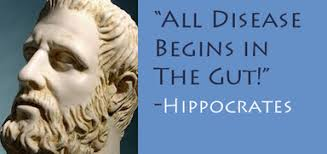 “All Disease
Begins in
The Gut!”
-Hippocrates